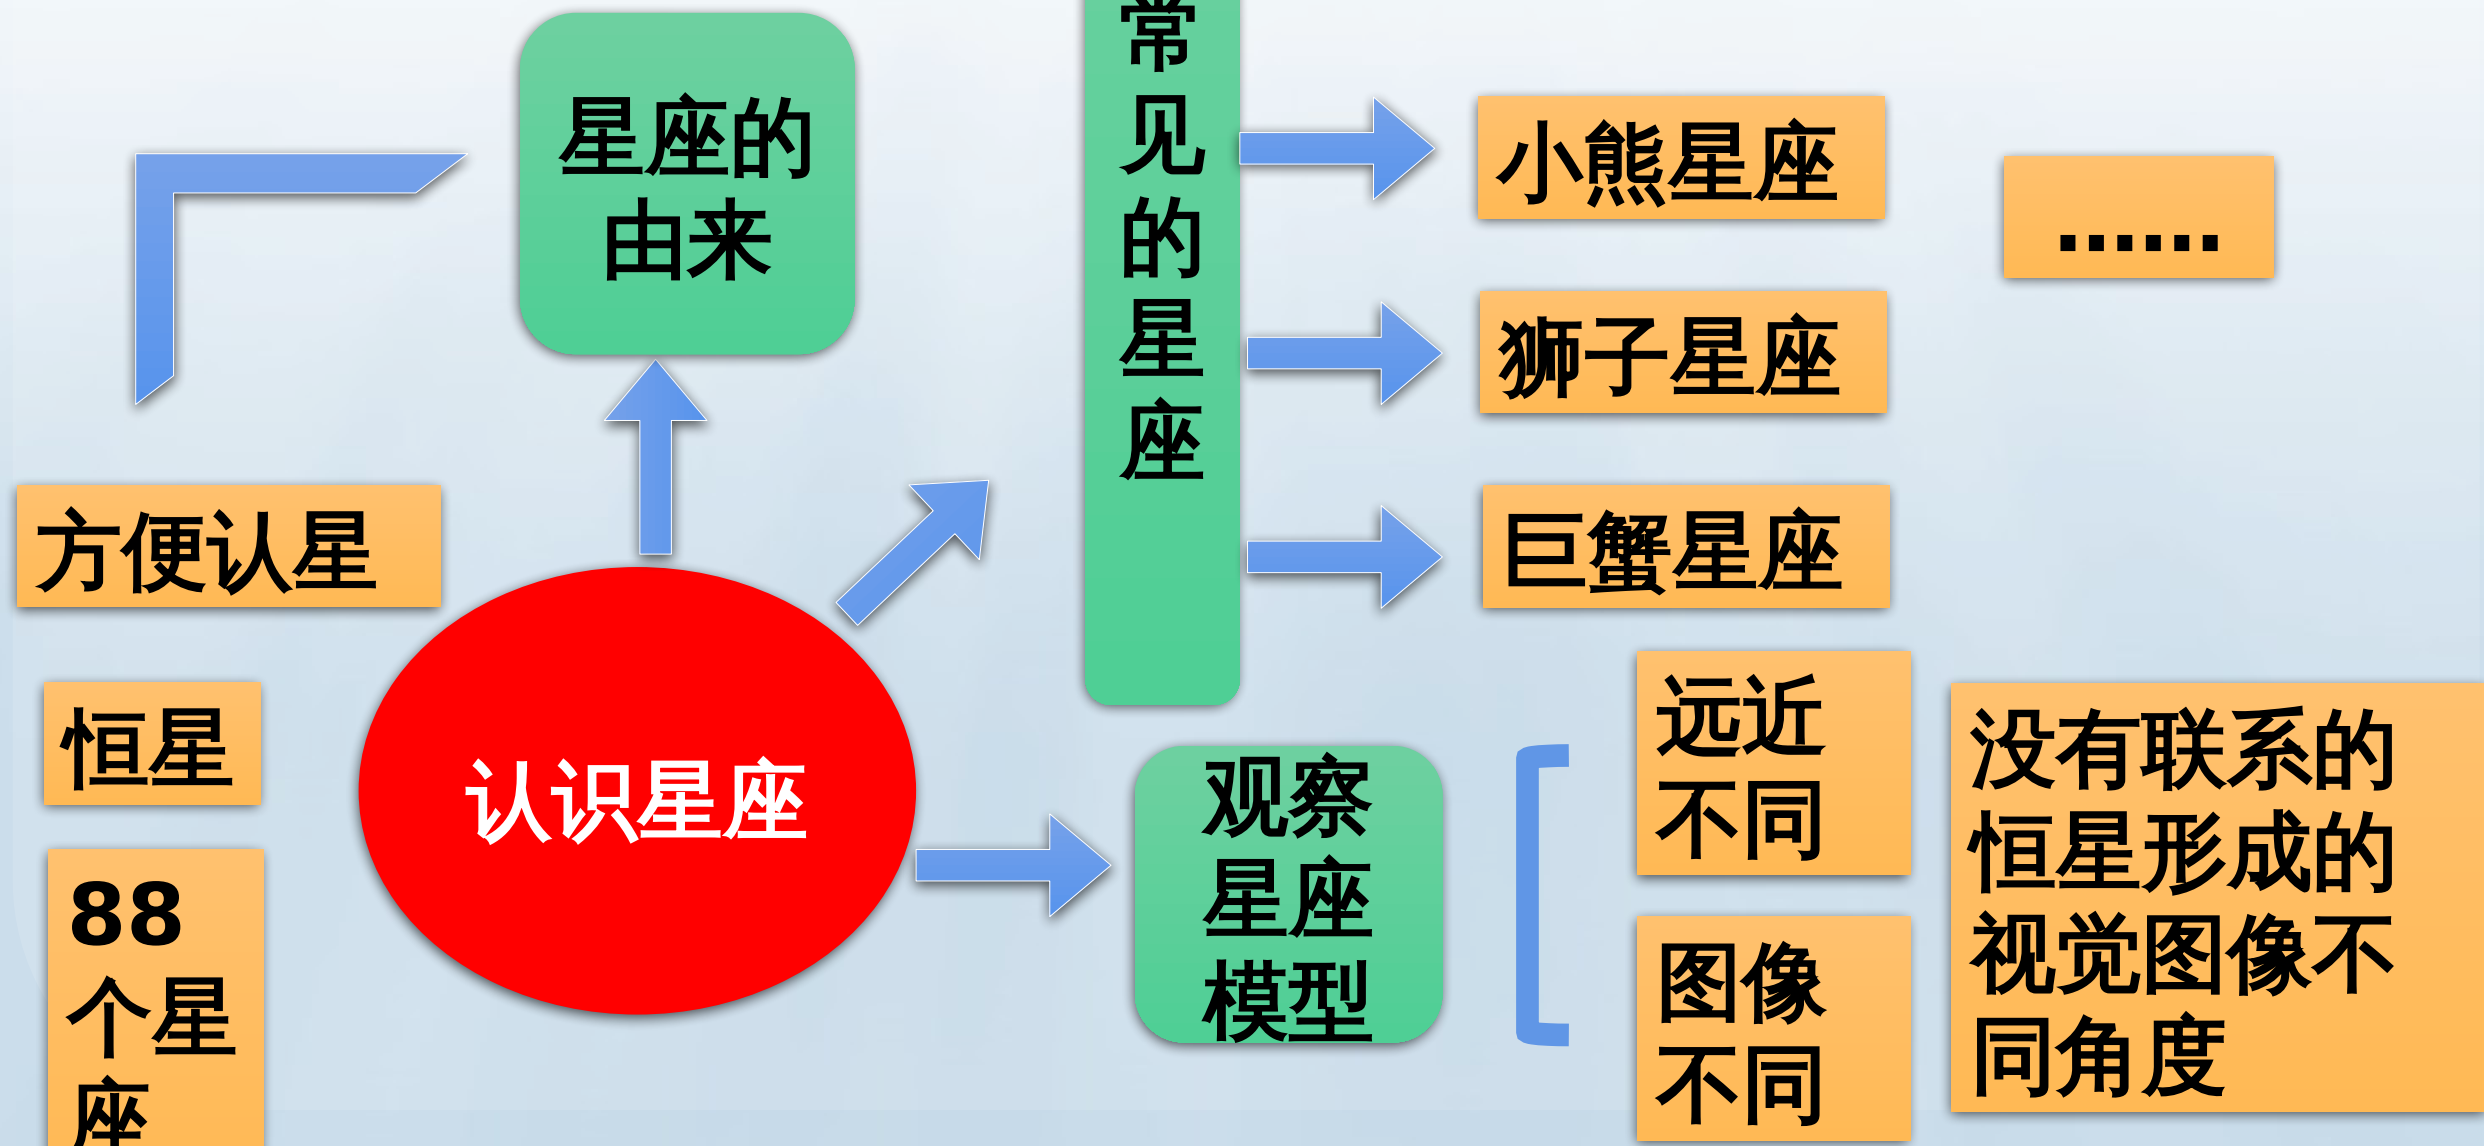 星座的
由来
方便认星
恒星
88
个星
座
认识星座
常
见
的
星
座
小熊星座
狮子星座
巨蟹星座
……
观察
星座
模型
远近
不同
图像
不同
没有联系的
恒星形成的
视觉图像不
同角度